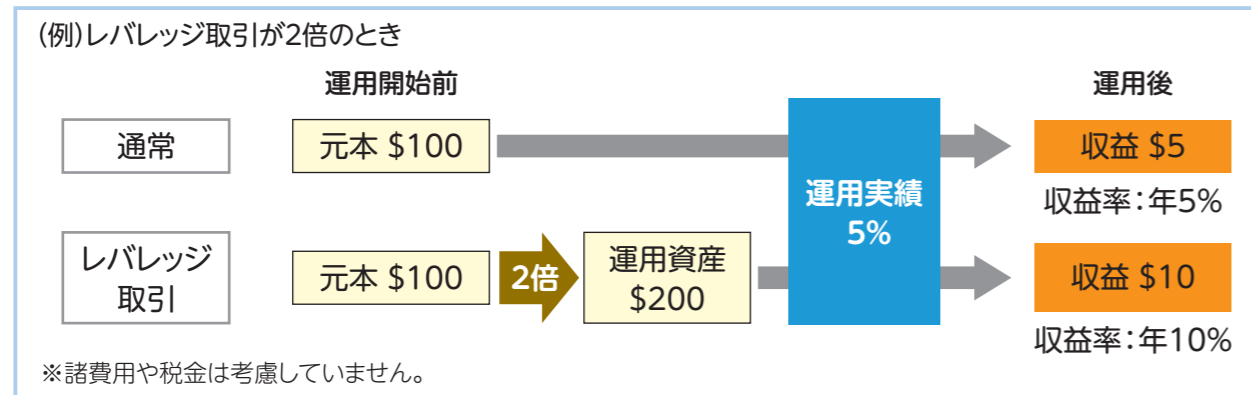 (例)レバレッジ取引が2倍のとき
運用開始前
運用後
通常
元本 $100
収益 $5
収益率：年5%
運用実績
5%
レバレッジ
取引
元本 $100
2倍
運用資産
$200
収益 $10
収益率：年10%
※諸費用や税金は考慮していません。